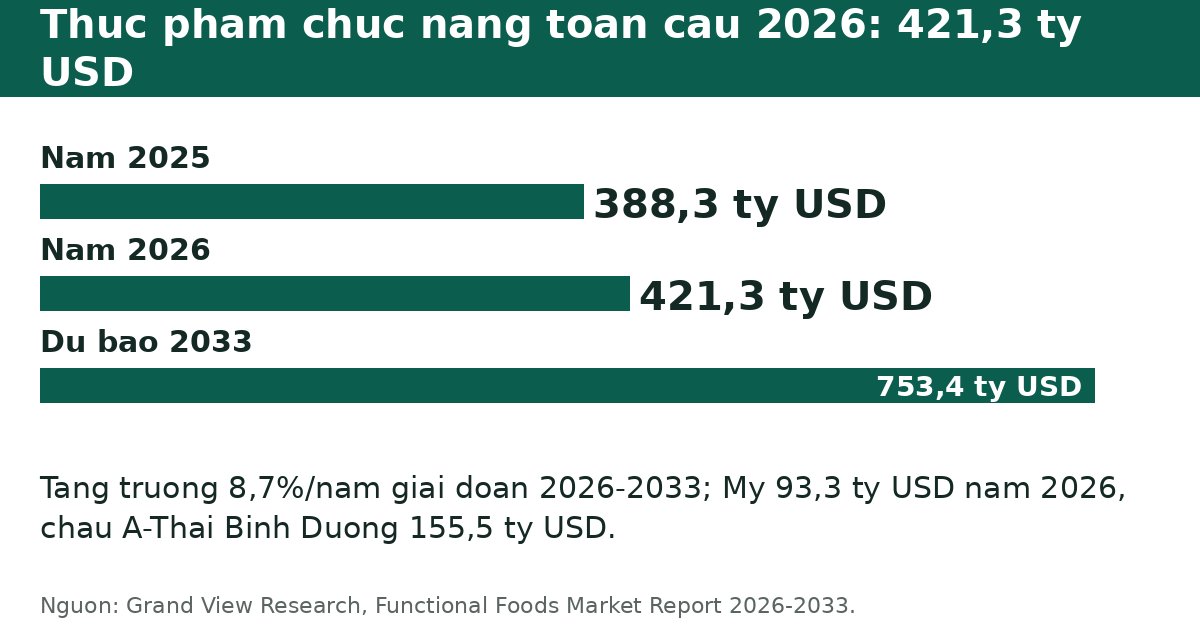 Thuc pham chuc nang toan cau 2026: 421,3 ty
USD
Nam 2025
388,3 ty USD
Nam 2026
421,3 ty USD
Du bao 2033
753,4 ty USD
Tang truong 8,7%/nam giai doan 2026-2033; My 93,3 ty USD nam 2026,
chau A-Thai Binh Duong 155,5 ty USD.
Nguon: Grand View Research, Functional Foods Market Report 2026-2033.